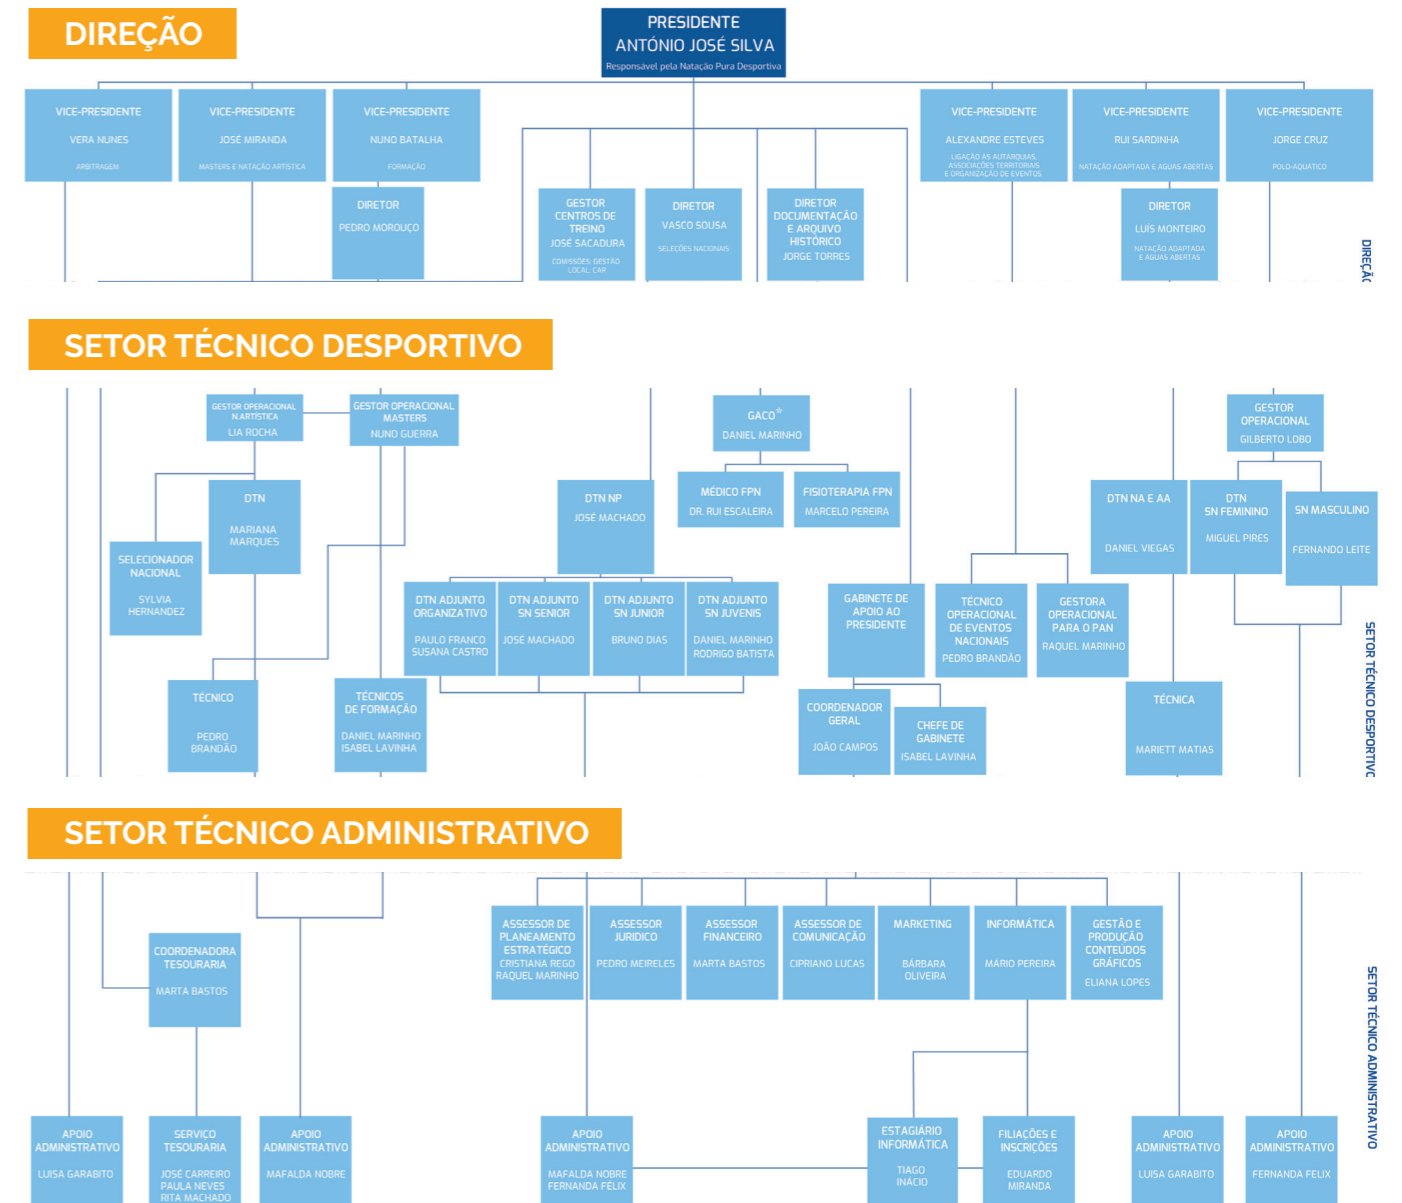 DIREÇÃO
PRESIDENTE
ANTÓNIO JOSÉ SILVA
Responsável pela Natação Pura Desportiva
VICE-PRESIDENTE
VERA NUNES
ARBITRAGEM
VICE-PRESIDENTE
JOSÉ MIRANDA
MASTERS E NATAÇÃO ARTÍSTICA
VICE-PRESIDENTE
NUNO BATALHA
FORMAÇÃO
VICE-PRESIDENTE
ALEXANDRE ESTEVES
LIGAÇÃO ÀS AUTARQUIAS,
ASSOCIAÇÕES TERRITORIAIS
E ORGANIZAÇÃO DE EVENTOS
VICE-PRESIDENTE
RUI SARDINHA
NATAÇÃO ADAPTADA E ÁGUAS ABERTAS
VICE-PRESIDENTE
JORGE CRUZ
POLO-AQUÁTICO
DIRETOR
PEDRO MOROUÇO
GESTOR
CENTROS DE
TREINO
JOSÉ SACADURA
COMISSÕES, GESTÃO
LOCAL: CAR
DIRETOR
VASCO SOUSA
SELEÇÕES NACIONAIS
DIRETOR
DOCUMENTAÇÃO
E ARQUIVO
HISTÓRICO
JORGE TORRES
DIRETOR
LUÍS MONTEIRO
NATAÇÃO ADAPTADA
E ÁGUAS ABERTAS
DIREÇÃO
SETOR TÉCNICO DESPORTIVO
GESTOR OPERACIONAL
N.ARTÍSTICA
LIA ROCHA
GESTOR OPERACIONAL
MASTERS
NUNO GUERRA
GACO*
DANIEL MARINHO
GESTOR
OPERACIONAL
GILBERTO LOBO
DTN
MARIANA
MARQUES
SELECIONADOR
NACIONAL
SYLVIA
HERNANDEZ
DTN NP
JOSÉ MACHADO
MÉDICO FPN
DR. RUI ESCALEIRA
FISIOTERAPIA FPN
MARCELO PEREIRA
DTN NA E AA
DANIEL VIEGAS
DTN
SN FEMININO
MIGUEL PIRES
SN MASCULINO
FERNANDO LEITE
DTN ADJUNTO
ORGANIZATIVO
PAULO FRANCO
SUSANA CASTRO
DTN ADJUNTO
SN SENIOR
JOSÉ MACHADO
DTN ADJUNTO
SN JUNIOR
BRUNO DIAS
DTN ADJUNTO
SN JUVENIS
DANIEL MARINHO
RODRIGO BATISTA
GABINETE DE
APOIO AO
PRESIDENTE
TÉCNICO
OPERACIONAL
DE EVENTOS
NACIONAIS
PEDRO BRANDÃO
GESTORA
OPERACIONAL
PARA O PAN
RAQUEL MARINHO
TÉCNICO
PEDRO
BRANDÃO
TÉCNICOS
DE FORMAÇÃO
DANIEL MARINHO
ISABEL LAVINHA
COORDENADOR
GERAL
JOÃO CAMPOS
CHEFE DE
GABINETE
ISABEL LAVINHA
TÉCNICA
MARIETT MATIAS
SETOR TÉCNICO DESPORTIVO
SETOR TÉCNICO ADMINISTRATIVO
COORDENADORA
TESOURARIA
MARTA BASTOS
ASSESSOR DE
PLANEAMENTO
ESTRATÉGICO
CRISTIANA REGO
RAQUEL MARINHO
ASSESSOR
JURIDICO
PEDRO MEIRELES
ASSESSOR
FINANCEIRO
MARTA BASTOS
ASSESSOR DE
COMUNICAÇÃO
CIPRIANO LUCAS
MARKETING
BÁRBARA
OLIVEIRA
INFORMÁTICA
MÁRIO PEREIRA
GESTÃO E
PRODUÇÃO
CONTEÚDOS
GRÁFICOS
ELIANA LOPES
APOIO
ADMINISTRATIVO
LUISA GARABITO
SERVIÇO
TESOURARIA
JOSÉ CARREIRO
PAULA NEVES
RITA MACHADO
APOIO
ADMINISTRATIVO
MAFALDA NOBRE
APOIO
ADMINISTRATIVO
MAFALDA NOBRE
FERNANDA FÉLIX
ESTAGIÁRIO
INFORMÁTICA
TIAGO
INÁCIO
FILIAÇÕES E
INSCRIÇÕES
EDUARDO
MIRANDA
APOIO
ADMINISTRATIVO
LUISA GARABITO
APOIO
ADMINISTRATIVO
FERNANDA FELIX
SETOR TÉCNICO ADMINISTRATIVO